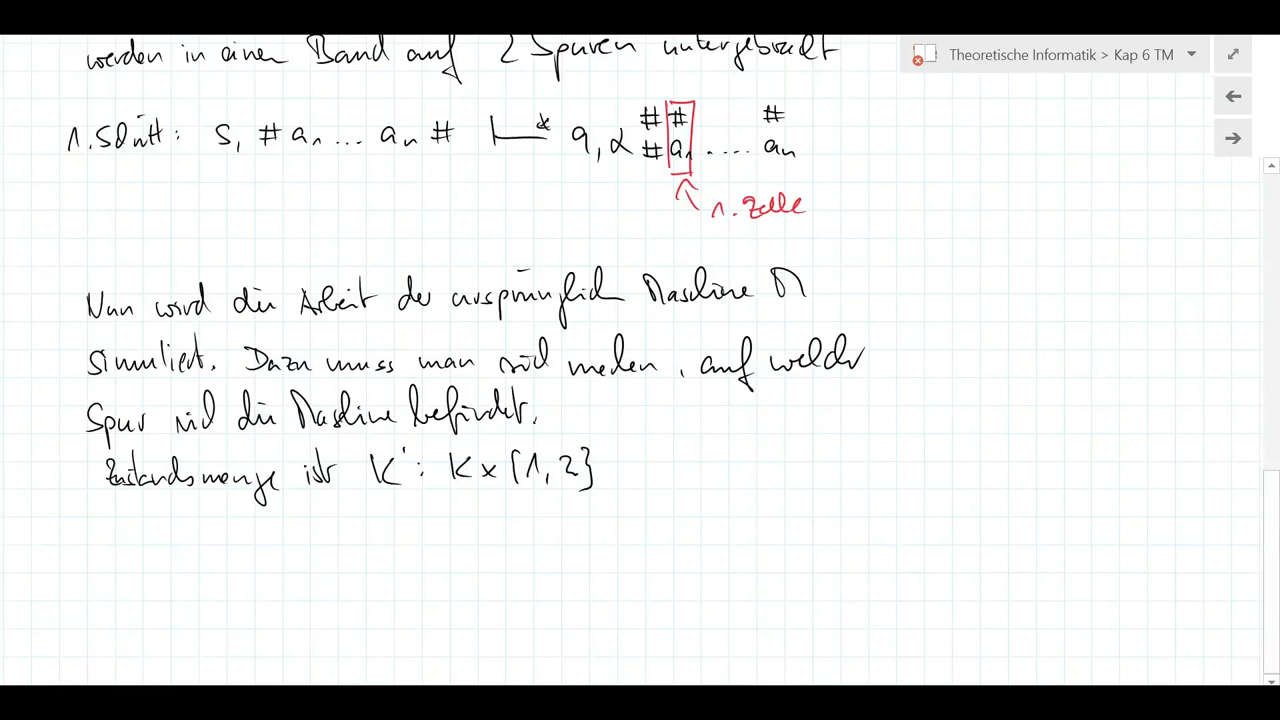 werden in einen Band auf 2 Spuren untergebracht
Theoretische Informatik > Kap 6 TM
# # #
1. Schritt: s, # a₁ ... an # ⊢* q, α # a₁ .... an
1. Zelle
Nun wird die Arbeit der ursprünglich Maschine M
simuliert. Dazu muss man sich merken, auf welcher
Spur sich die Maschine befindet.
Zustandsmenge ist K': K x {1, 2}